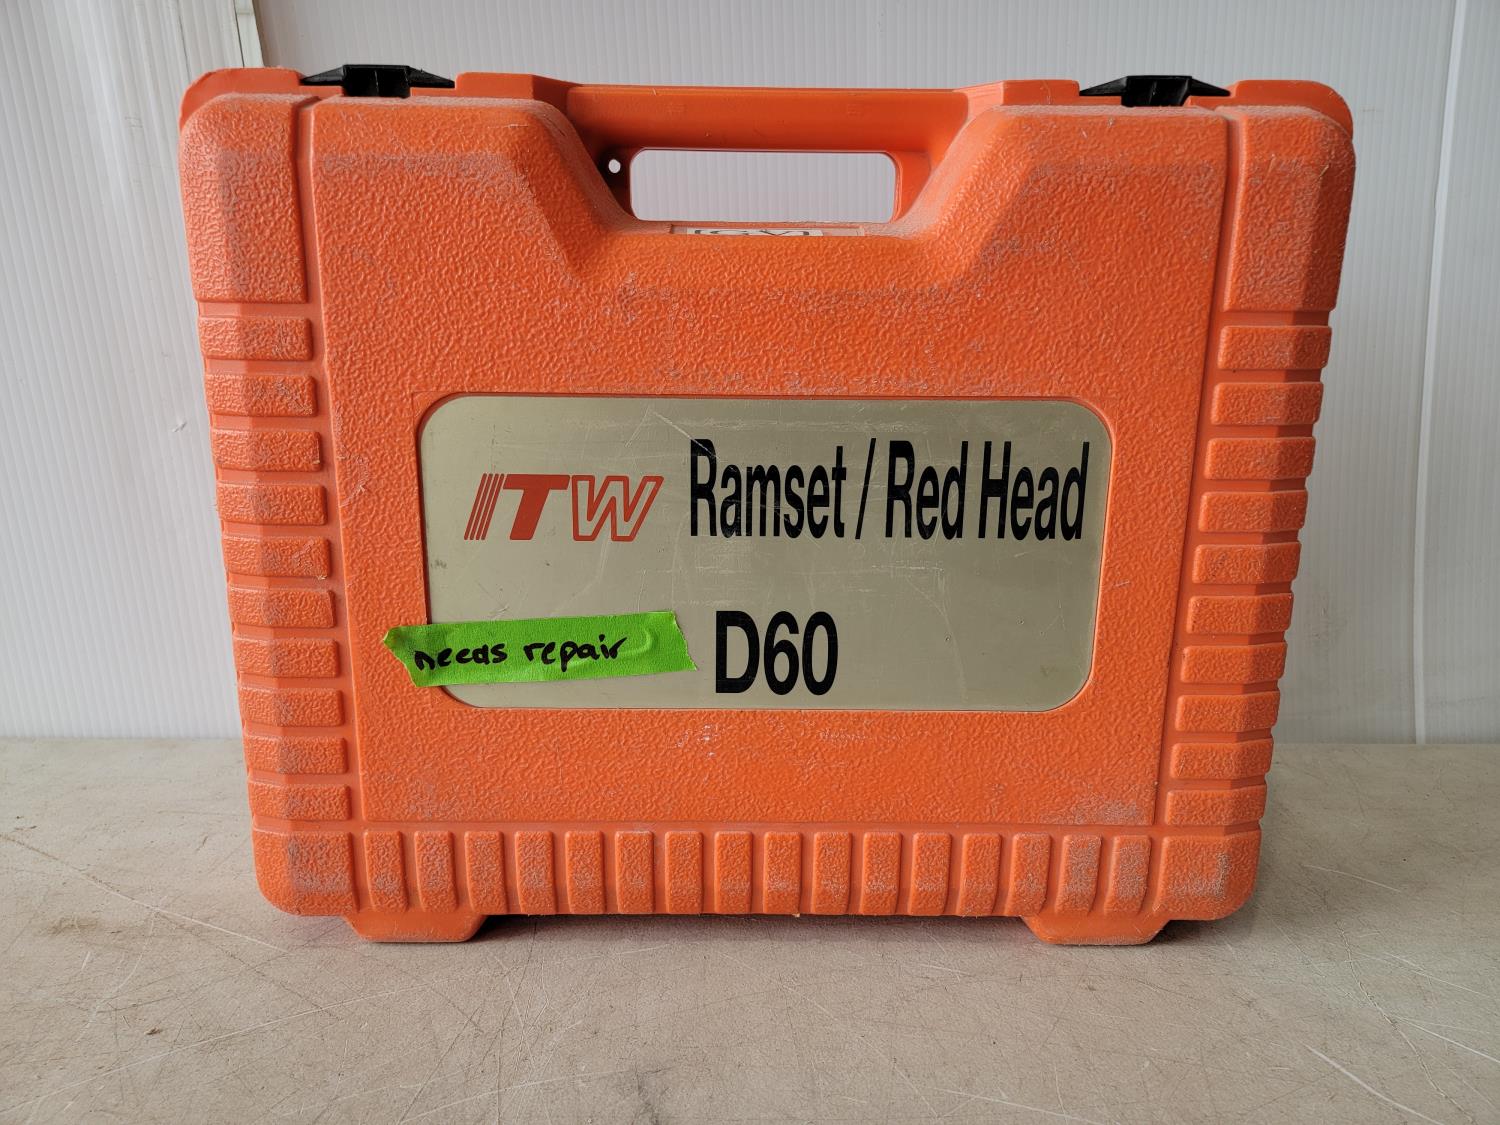 ITW Ramset / Red Head
needs repair D60